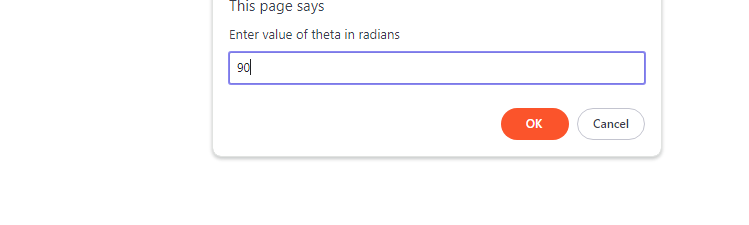 This page says
Enter value of theta in radians
90
OK
Cancel